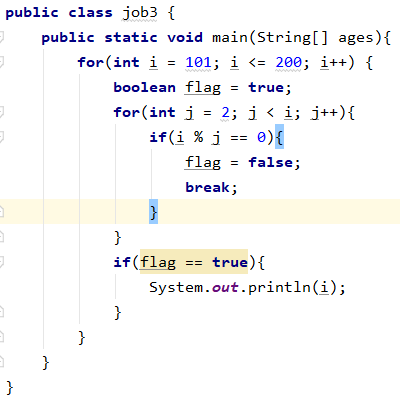 public class job3 {
public static void main(String[] ages){
for(int i = 101; i <= 200; i++) {
boolean flag = true;
for(int j = 2; j < i; j++){
if(i % j == 0){
flag = false;
break;
}
}
if(flag == true){
System.out.println(i);
}
}
}
}